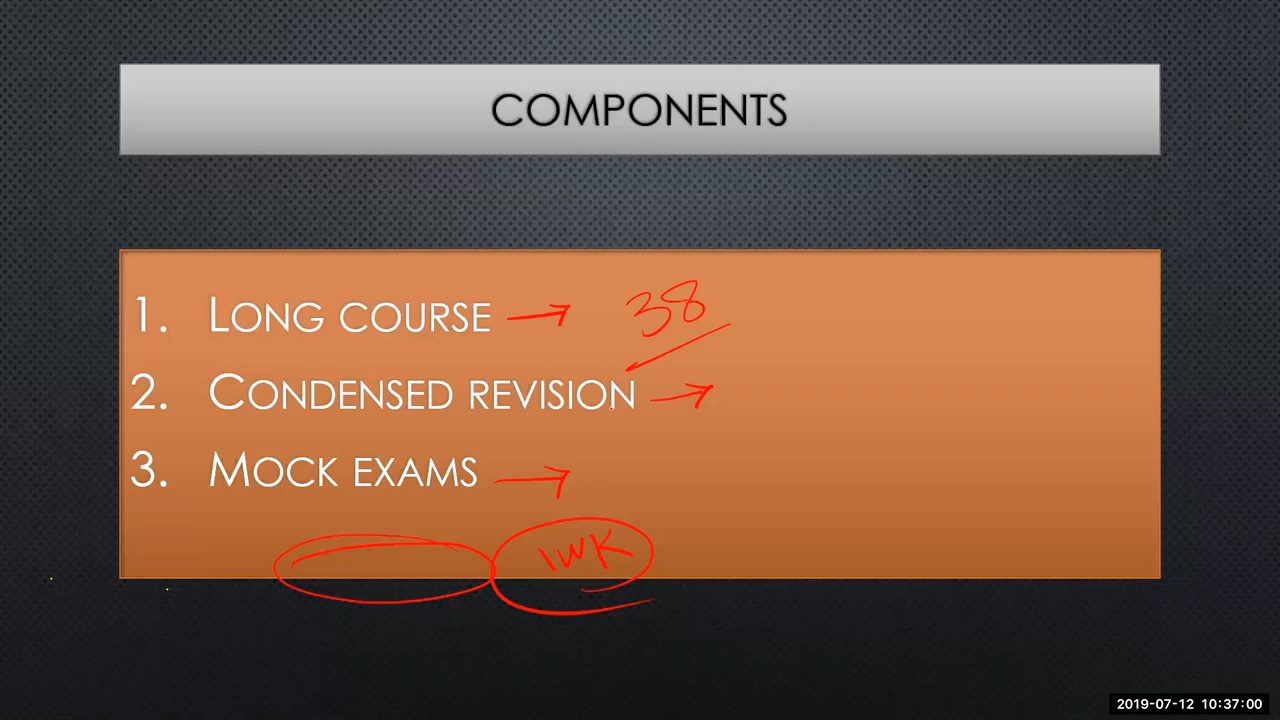 COMPONENTS
1. LONG COURSE → 38
2. CONDENSED REVISION →
3. MOCK EXAMS →
1WK
2019-07-12 10:37:00